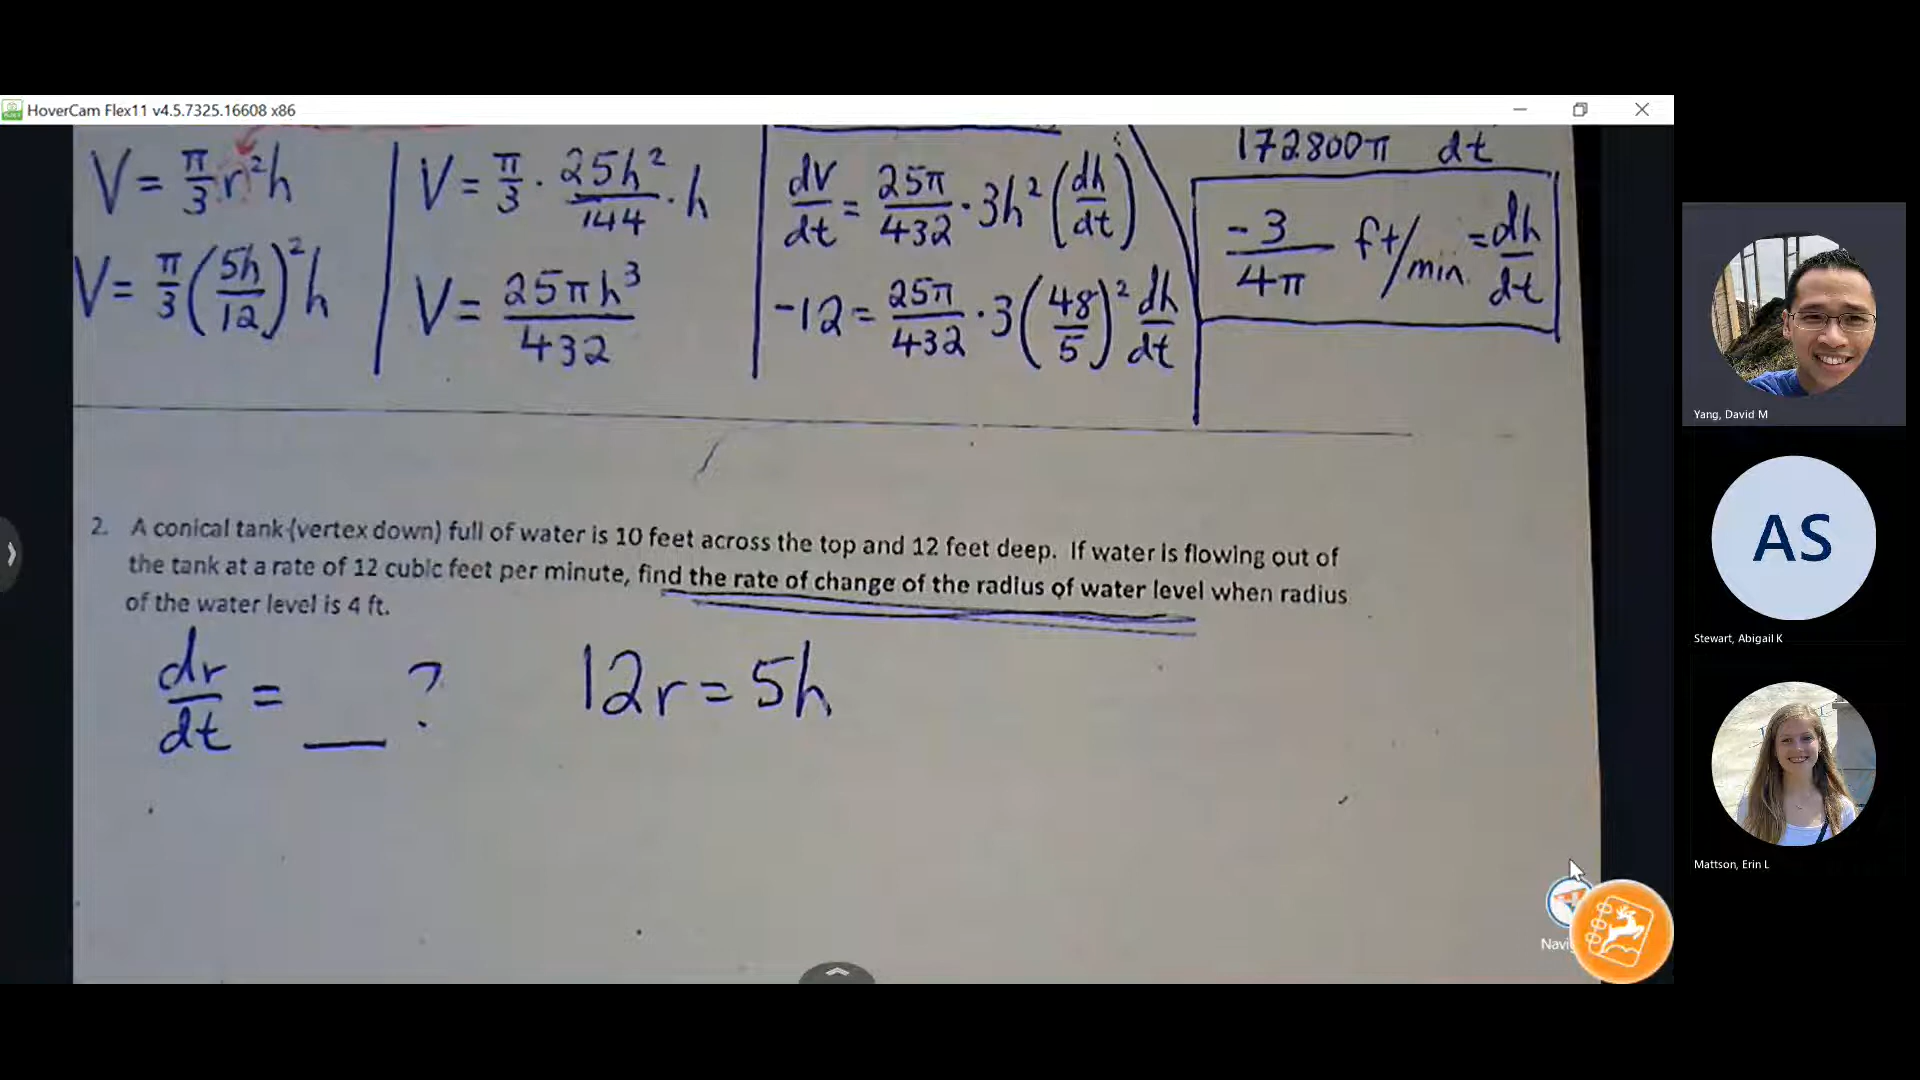 HoverCam Flex11 v4.5.7325.16608 x86
V = π/3 r²h
V = π/3 (5h/12)² h
V = π/3 · 25h²/144 · h
V = 25πh³/432
dv/dt = 25π/432 · 3h² (dh/dt)
-12 = 25π/432 · 3(48/5)² dh/dt
172800π dt
-3/4π ft/min. = dh/dt
2. A conical tank (vertex down) full of water is 10 feet across the top and 12 feet deep. If water is flowing out of
the tank at a rate of 12 cubic feet per minute, find the rate of change of the radius of water level when radius
of the water level is 4 ft.
dr/dt = __ ?
12r = 5h
Yang, David M
AS
Stewart, Abigail K
Mattson, Erin L